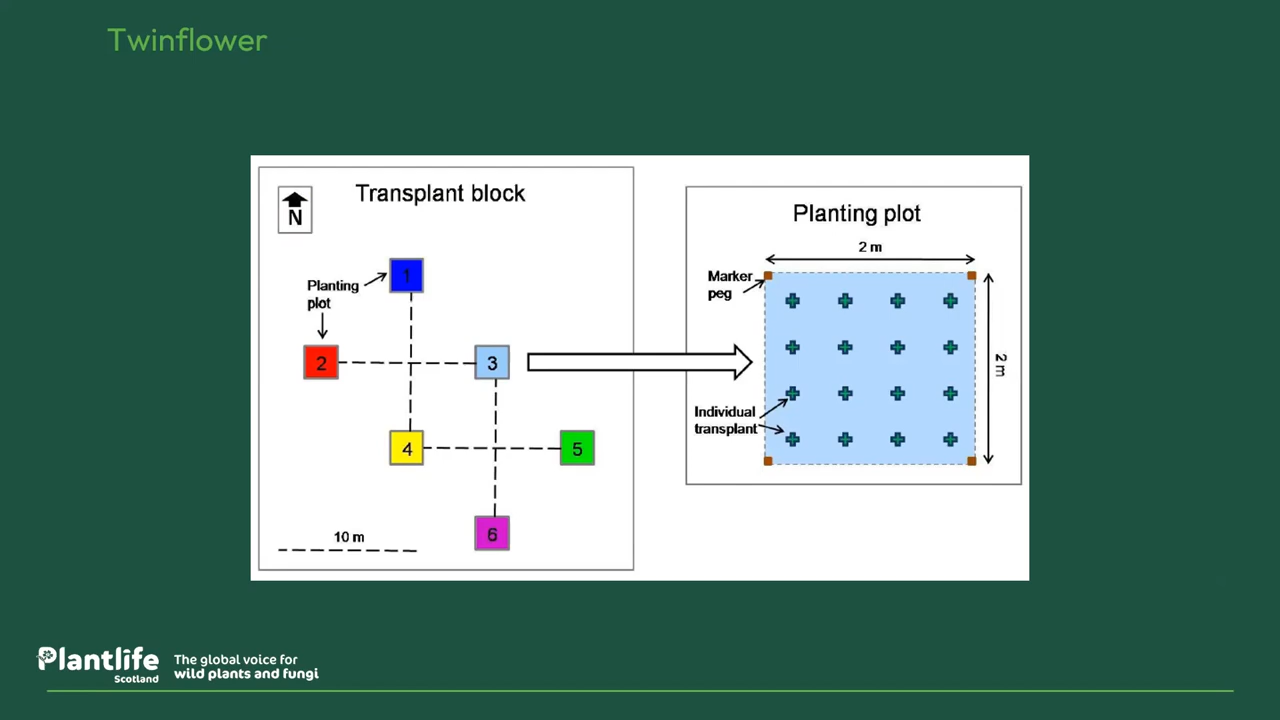 Twinflower
Transplant block
N
1
Planting
plot
2
3
4
5
6
10 m
Planting plot
2 m
Marker
peg
2 m
Individual
transplant
Plantlife
Scotland
The global voice for
wild plants and fungi